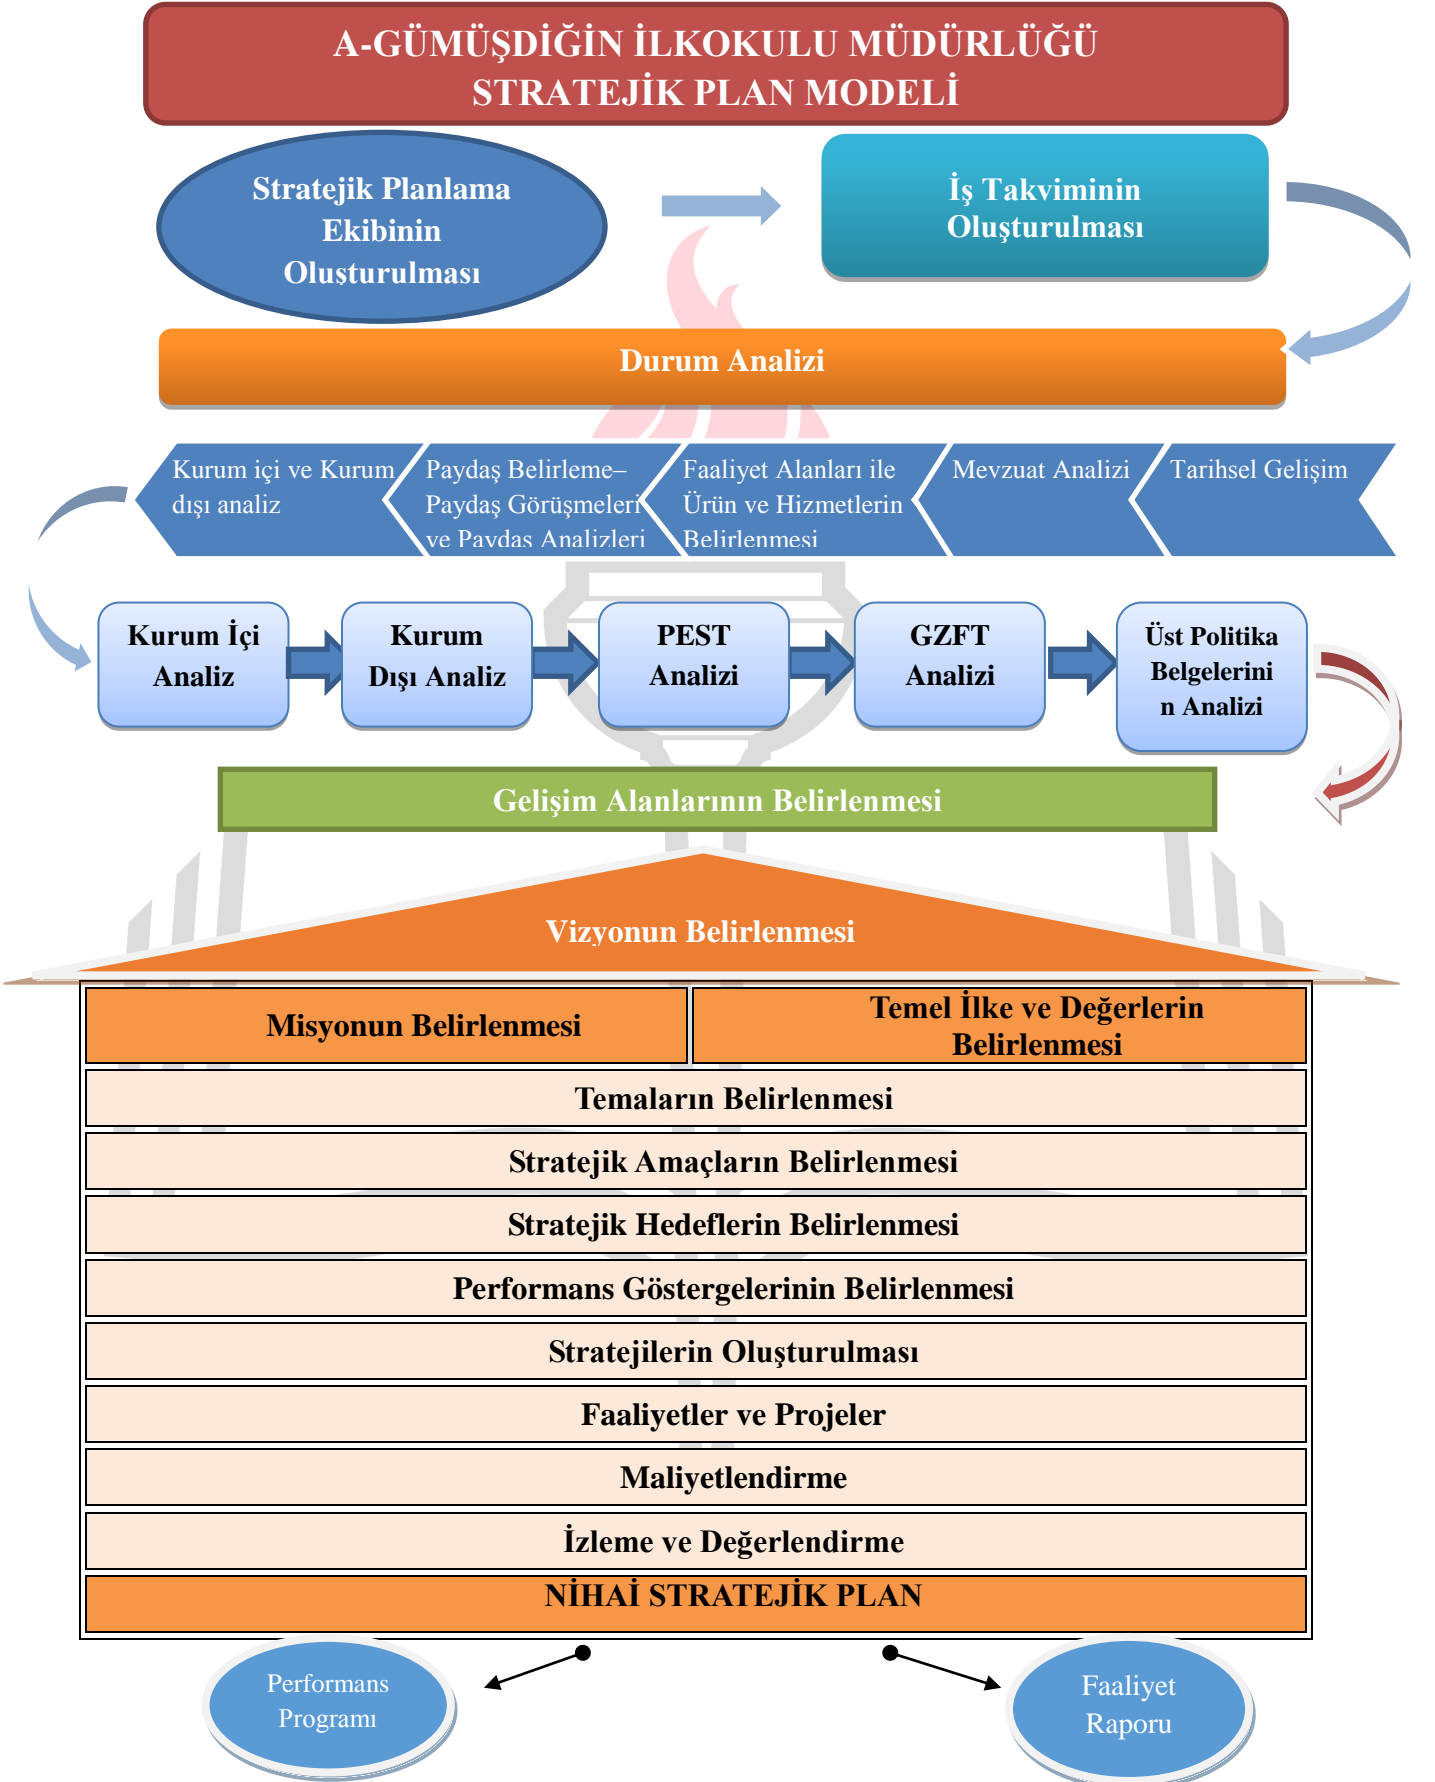 A-GÜMÜŞDİĞİN İLKOKULU MÜDÜRLÜĞÜ
STRATEJİK PLAN MODELİ
Stratejik Planlama
Ekibinin
Oluşturulması
İş Takviminin
Oluşturulması
Durum Analizi
Kurum içi ve Kurum
dışı analiz
Paydaş Belirleme–
Paydaş Görüşmeleri
ve Paydaş Analizleri
Faaliyet Alanları ile
Ürün ve Hizmetlerin
Belirlenmesi
Mevzuat Analizi
Tarihsel Gelişim
Kurum İçi
Analiz
Kurum
Dışı Analiz
PEST
Analizi
GZFT
Analizi
Üst Politika
Belgelerini
n Analizi
Gelişim Alanlarının Belirlenmesi
Vizyonun Belirlenmesi
Misyonun Belirlenmesi
Temel İlke ve Değerlerin
Belirlenmesi
Temaların Belirlenmesi
Stratejik Amaçların Belirlenmesi
Stratejik Hedeflerin Belirlenmesi
Performans Göstergelerinin Belirlenmesi
Stratejilerin Oluşturulması
Faaliyetler ve Projeler
Maliyetlendirme
İzleme ve Değerlendirme
NİHAİ STRATEJİK PLAN
Performans
Programı
Faaliyet
Raporu